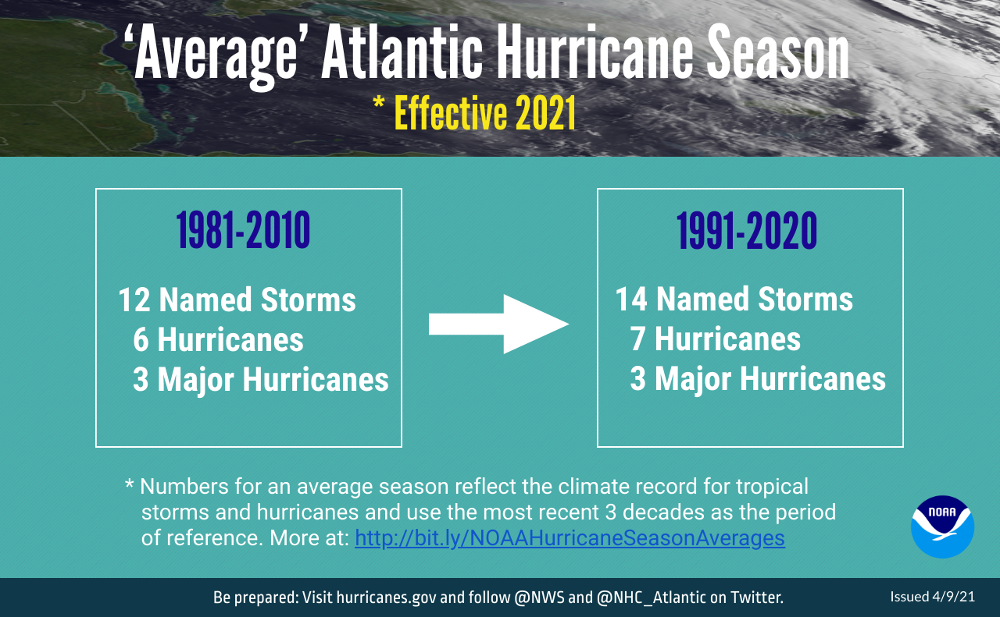 ‘Average’ Atlantic Hurricane Season
* Effective 2021
1981-2010
12 Named Storms
6 Hurricanes
3 Major Hurricanes
1991-2020
14 Named Storms
7 Hurricanes
3 Major Hurricanes
* Numbers for an average season reflect the climate record for tropical
storms and hurricanes and use the most recent 3 decades as the period
of reference. More at: http://bit.ly/NOAAHurricaneSeasonAverages
NOAA
Be prepared: Visit hurricanes.gov and follow @NWS and @NHC_Atlantic on Twitter.
Issued 4/9/21